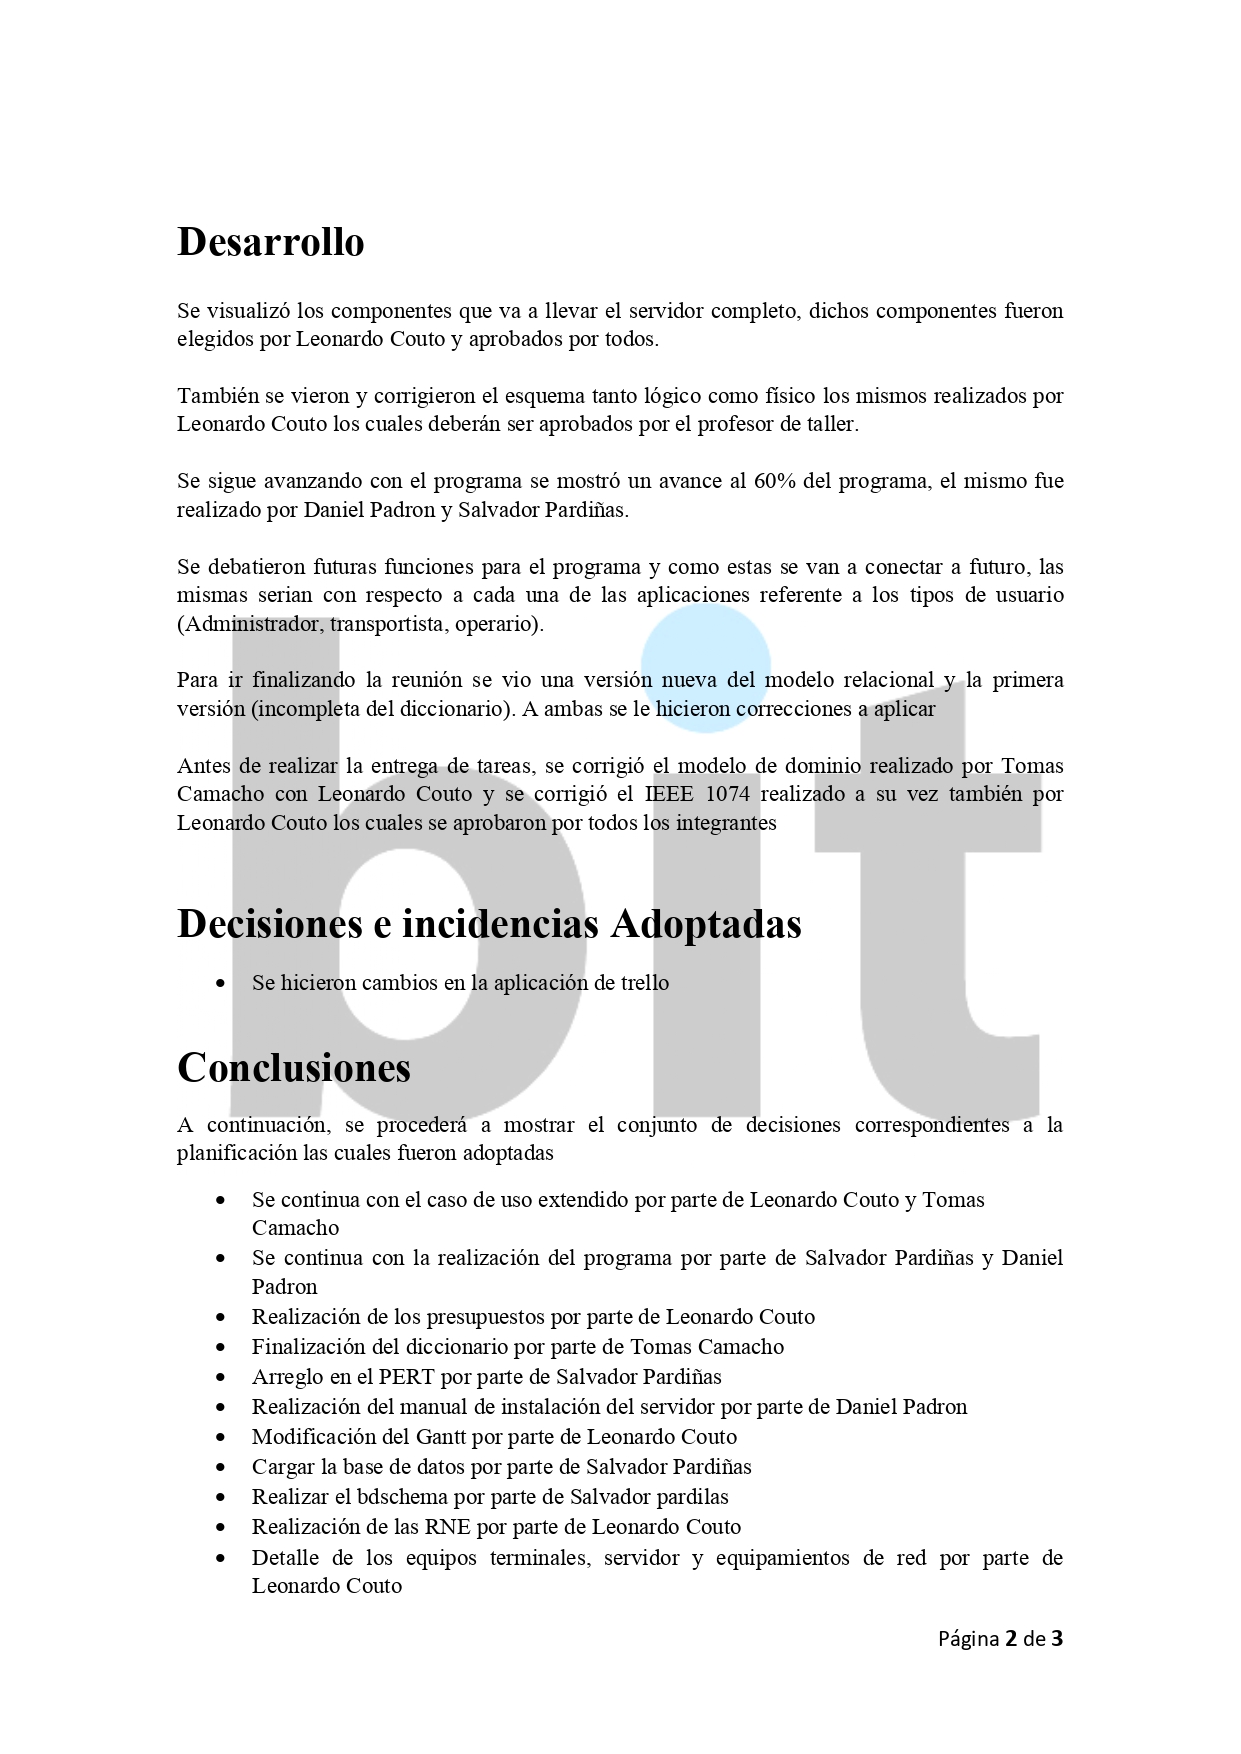 Desarrollo
Se visualizó los componentes que va a llevar el servidor completo, dichos componentes fueron
elegidos por Leonardo Couto y aprobados por todos.
También se vieron y corrigieron el esquema tanto lógico como físico los mismos realizados por
Leonardo Couto los cuales deberán ser aprobados por el profesor de taller.
Se sigue avanzando con el programa se mostró un avance al 60% del programa, el mismo fue
realizado por Daniel Padron y Salvador Pardiñas.
Se debatieron futuras funciones para el programa y como estas se van a conectar a futuro, las
mismas serian con respecto a cada una de las aplicaciones referente a los tipos de usuario
(Administrador, transportista, operario).
Para ir finalizando la reunión se vio una versión nueva del modelo relacional y la primera
versión (incompleta del diccionario). A ambas se le hicieron correcciones a aplicar
Antes de realizar la entrega de tareas, se corrigió el modelo de dominio realizado por Tomas
Camacho con Leonardo Couto y se corrigió el IEEE 1074 realizado a su vez también por
Leonardo Couto los cuales se aprobaron por todos los integrantes
bit
Decisiones e incidencias Adoptadas
• Se hicieron cambios en la aplicación de trello
Conclusiones
A continuación, se procederá a mostrar el conjunto de decisiones correspondientes a la
planificación las cuales fueron adoptadas
• Se continua con el caso de uso extendido por parte de Leonardo Couto y Tomas
Camacho
• Se continua con la realización del programa por parte de Salvador Pardiñas y Daniel
Padron
• Realización de los presupuestos por parte de Leonardo Couto
• Finalización del diccionario por parte de Tomas Camacho
• Arreglo en el PERT por parte de Salvador Pardiñas
• Realización del manual de instalación del servidor por parte de Daniel Padron
• Modificación del Gantt por parte de Leonardo Couto
• Cargar la base de datos por parte de Salvador Pardiñas
• Realizar el bdschema por parte de Salvador pardilas
• Realización de las RNE por parte de Leonardo Couto
• Detalle de los equipos terminales, servidor y equipamientos de red por parte de
Leonardo Couto
Página 2 de 3